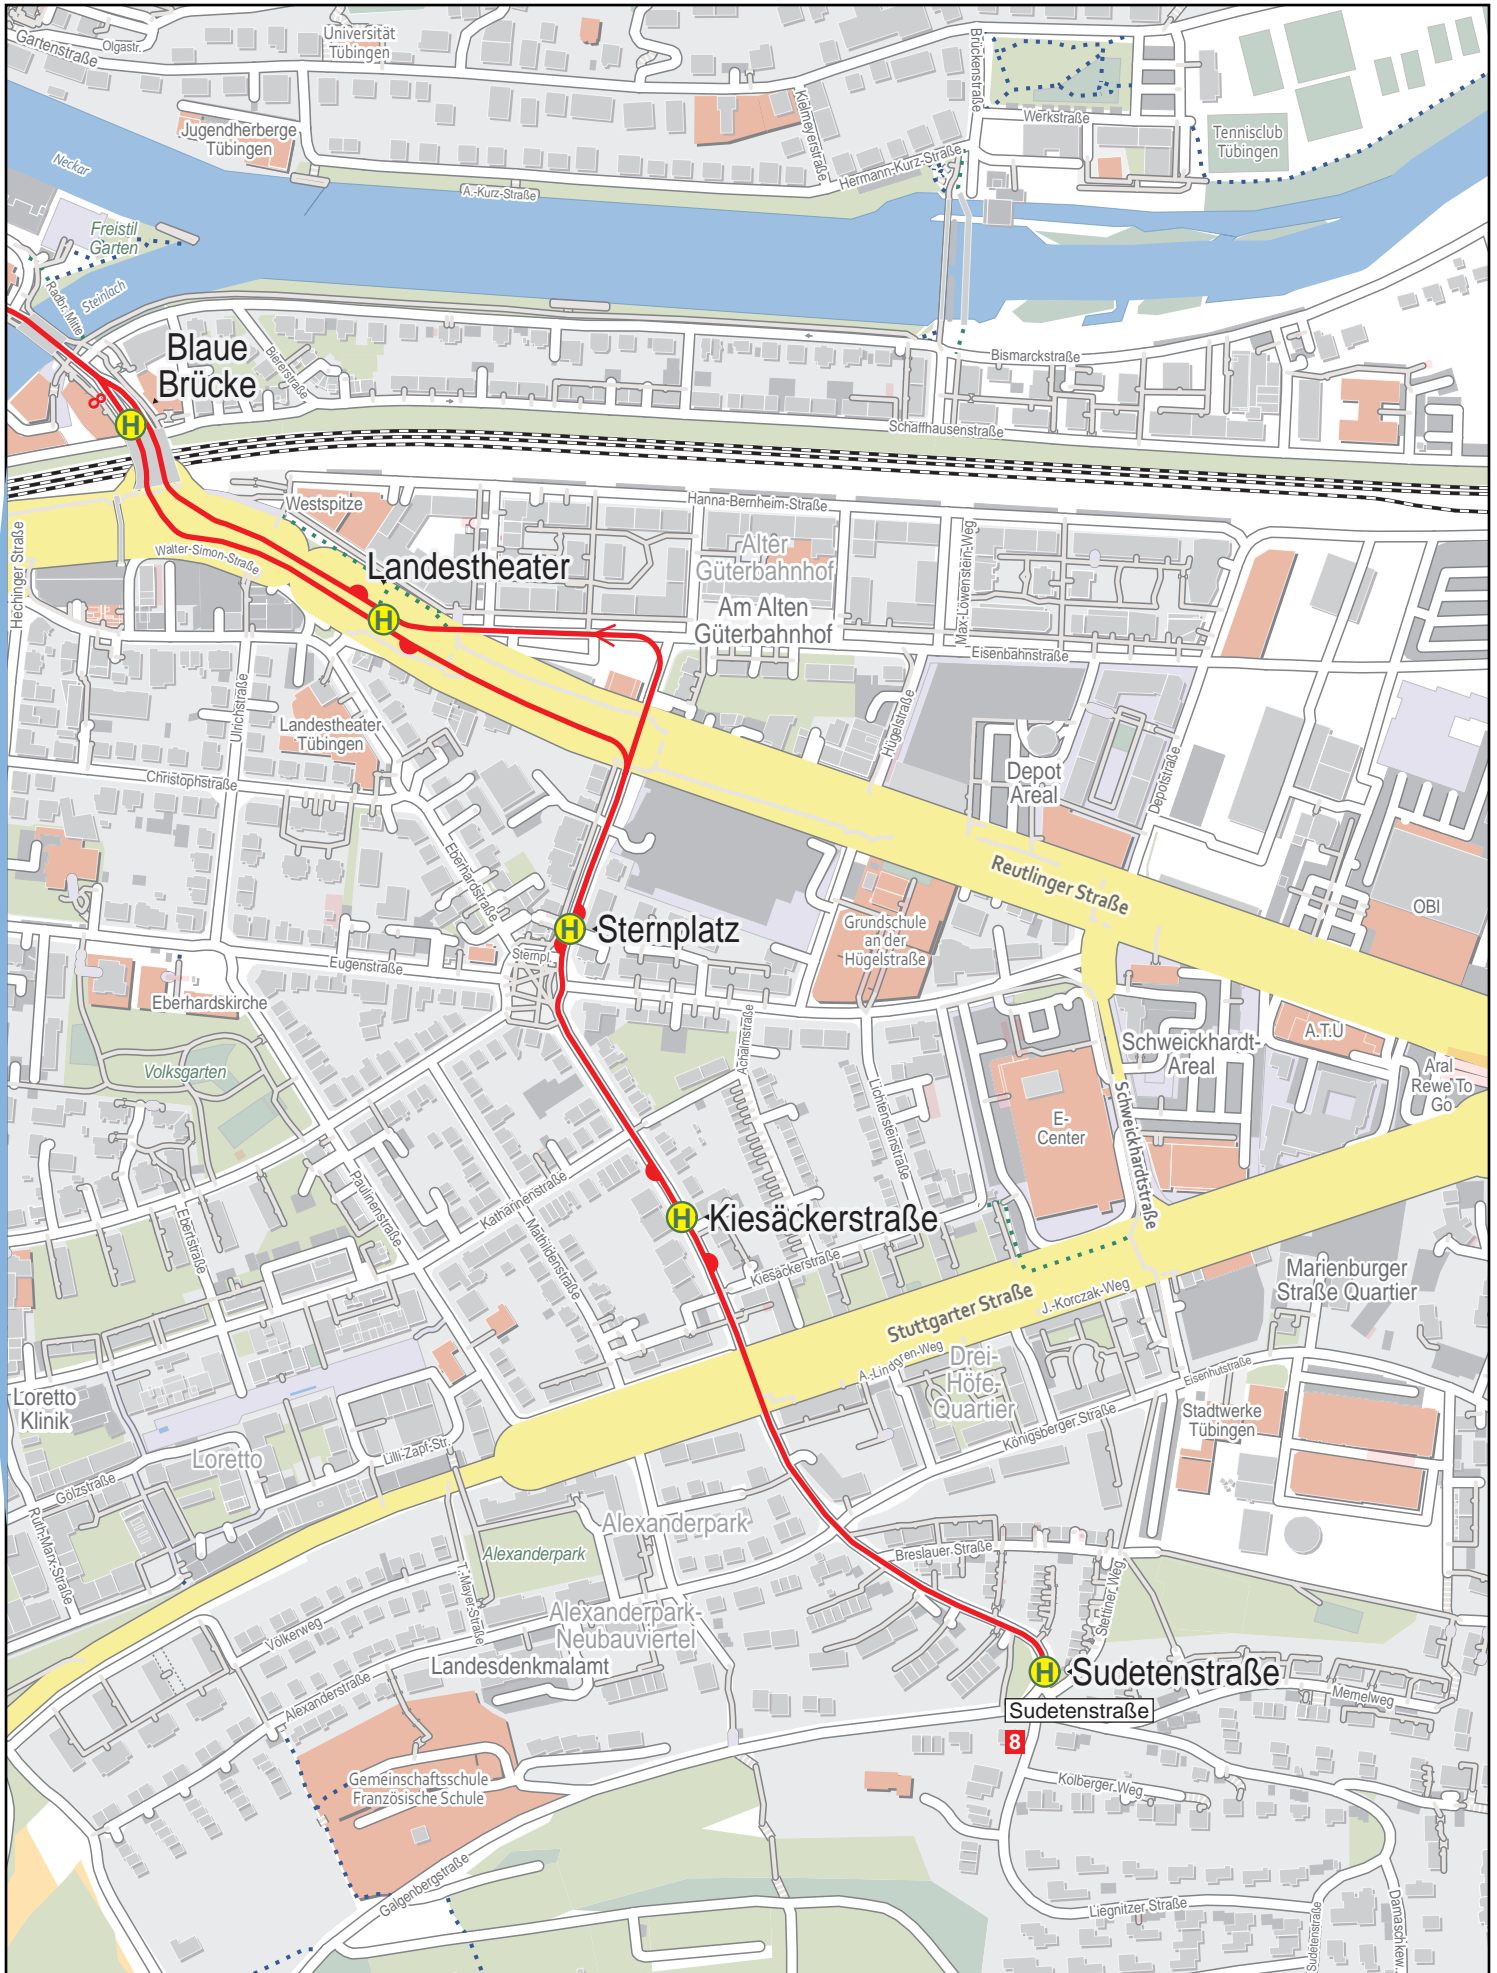 Gartenstraße
Olgastr.
Universität
Tübingen
Brückenstraße
Kielmeyerstraße
Werkstraße
Tennisclub
Tübingen
Jugendherberge
Tübingen
Hermann-Kurz-Straße
Neckar
A.-Kurz-Straße
Freistil
Garten
Steinlach
Radbr. Mitte
Blaue
Brücke
8
H
Bismarckstraße
Schaffhausenstraße
Westspitze
Hanna-Bernheim-Straße
Hechinger Straße
Walter-Simon-Straße
Landestheater
H
Alter
Güterbahnhof
Am Alten
Güterbahnhof
Max-Löwenstein-Weg
Eisenbahnstraße
Ulrichstraße
Landestheater
Tübingen
Hügelstraße
Depot
Areal
Depotstraße
Christophstraße
Eberhardstraße
Reutlinger Straße
OBI
H
Sternplatz
Sternpl.
Grundschule
an der
Hügelstraße
Eugenstraße
Eberhardskirche
Volksgarten
Achalmstraße
Lichtensteinstraße
Schweickhardt-
Areal
A.T.U
Aral
Rewe To
Go
E-
Center
Schweickhardtstraße
Paulinenstraße
Ebertstraße
Katharinenstraße
Mathildenstraße
H
Kiesäckerstraße
Kiesäckerstraße
Stuttgarter Straße
J.-Korczak-Weg
Marienburger
Straße Quartier
A.-Lindgren-Weg
Drei-
Höfe-
Quartier
Eisenhutstraße
Königsberger Straße
Stadtwerke
Tübingen
Loretto
Klinik
Loretto
Lilli-Zapf-Str.
Gölzstraße
Ruth-Marx-Straße
Alexanderpark
Alexanderpark
Breslauer Straße
Stettiner Weg
T.-Mayer-Straße
Alexanderpark-
Neubauviertel
Völkerweg
Landesdenkmalamt
Alexanderstraße
H
Sudetenstraße
Sudetenstraße
8
Memelweg
Gemeinschaftsschule
Französische Schule
Kolberger Weg
Galgenbergstraße
Liegnitzer Straße
Sudetenstraße
Damaschkew.